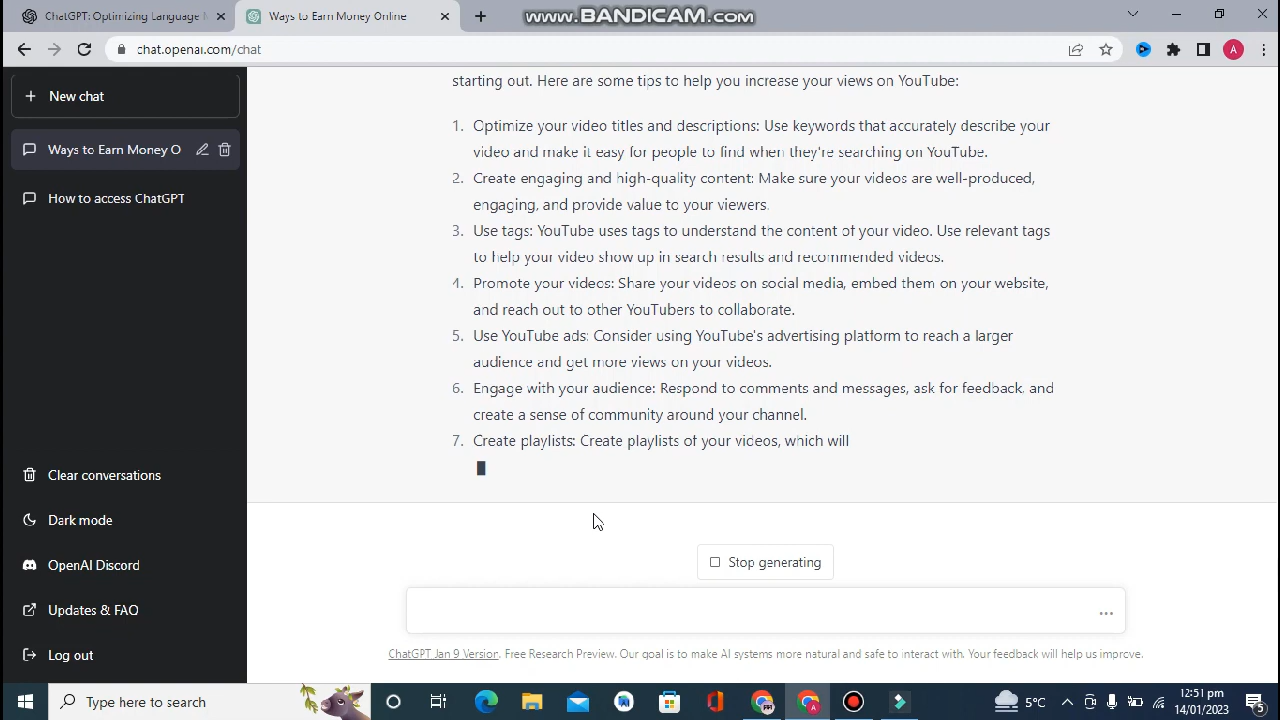 ChatGPT: Optimizing Language M
Ways to Earn Money Online
WWW.BANDICAM.COM
chat.openai.com/chat
A
New chat
Ways to Earn Money O
How to access ChatGPT
Clear conversations
Dark mode
OpenAI Discord
Updates & FAQ
Log out
starting out. Here are some tips to help you increase your views on YouTube:
1. Optimize your video titles and descriptions: Use keywords that accurately describe your
video and make it easy for people to find when they're searching on YouTube.
2. Create engaging and high-quality content: Make sure your videos are well-produced,
engaging, and provide value to your viewers.
3. Use tags: YouTube uses tags to understand the content of your video. Use relevant tags
to help your video show up in search results and recommended videos.
4. Promote your videos: Share your videos on social media, embed them on your website,
and reach out to other YouTubers to collaborate.
5. Use YouTube ads: Consider using YouTube's advertising platform to reach a larger
audience and get more views on your videos.
6. Engage with your audience: Respond to comments and messages, ask for feedback, and
create a sense of community around your channel.
7. Create playlists: Create playlists of your videos, which will
Stop generating
ChatGPT Jan 9 Version. Free Research Preview. Our goal is to make AI systems more natural and safe to interact with. Your feedback will help us improve.
Type here to search
5°C
12:51 pm
14/01/2023
5